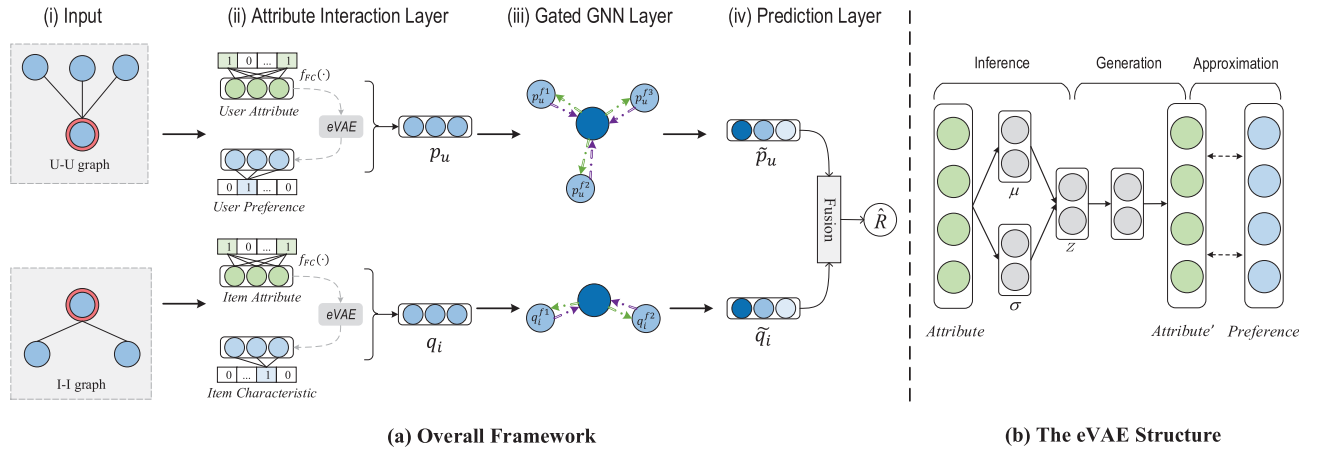 (i) Input
(ii) Attribute Interaction Layer
(iii) Gated GNN Layer
(iv) Prediction Layer
U-U graph
1 0 ... 1
f_FC(·)
User Attribute
eVAE
0 1 ... 0
User Preference
p_u
p_u^f1
p_u^f3
p_u^f2
p̃_u
I-I graph
1 0 ... 1
f_FC(·)
Item Attribute
eVAE
0 ... 1 0
Item Characteristic
q_i
q_i^f1
q_i^f2
q̃_i
Fusion
R̂
(a) Overall Framework
Inference
Generation
Approximation
μ
σ
z
Attribute
Attribute'
Preference
(b) The eVAE Structure